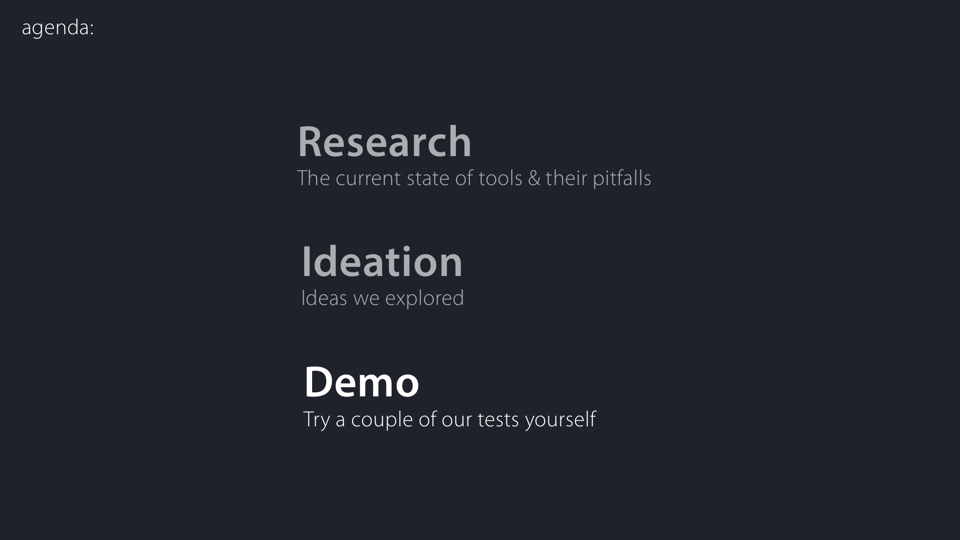 agenda:
Research
The current state of tools & their pitfalls
Ideation
Ideas we explored
Demo
Try a couple of our tests yourself